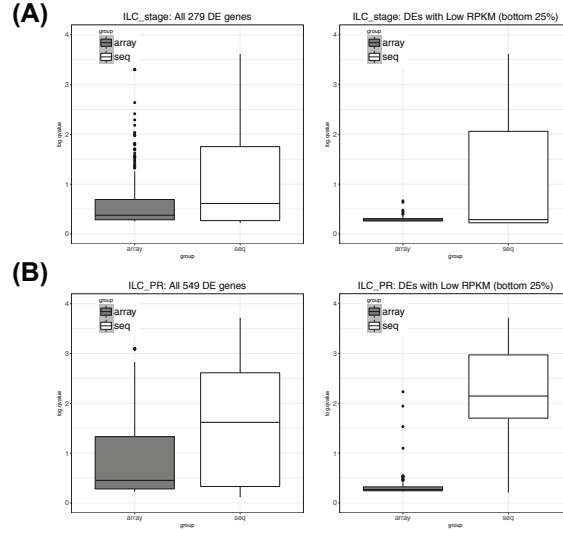 (A)
ILC_stage: All 279 DE genes
group
array
seq
4
3
2
1
0
log qvalue
array
seq
group
ILC_stage: DEs with Low RPKM (bottom 25%)
group
array
seq
4
3
2
1
0
log qvalue
array
seq
group
(B)
ILC_PR: All 549 DE genes
group
array
seq
4
3
2
1
0
log qvalue
array
seq
group
ILC_PR: DEs with Low RPKM (bottom 25%)
group
array
seq
4
3
2
1
0
log qvalue
array
seq
group